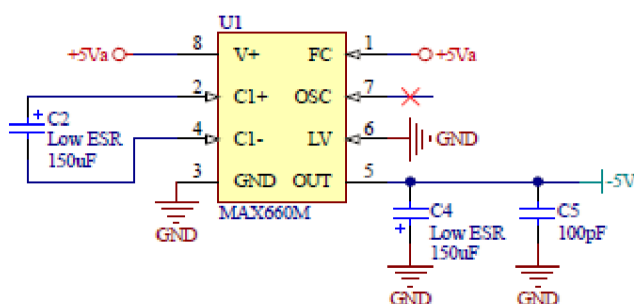 U1
+5Va 8 V+ FC 1 +5Va
2 C1+ OSC 7
+ C2 4 C1- LV 6 GND
Low ESR
150uF
3 GND OUT 5 -5V
GND MAX660M
C4 C5
+ Low ESR 100pF
150uF
GND GND